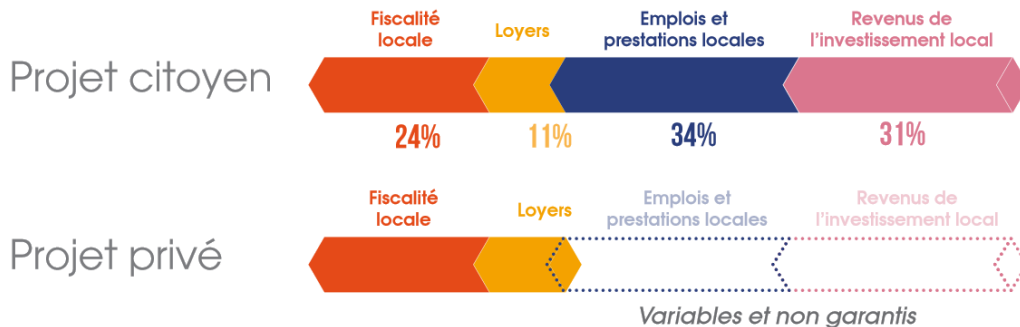 Fiscalité
locale
Loyers
Emplois et
prestations locales
Revenus de
l'investissement local
Projet citoyen
24%
11%
34%
31%
Fiscalité
locale
Loyers
Emplois et
prestations locales
Revenus de
l'investissement local
Projet privé
Variables et non garantis